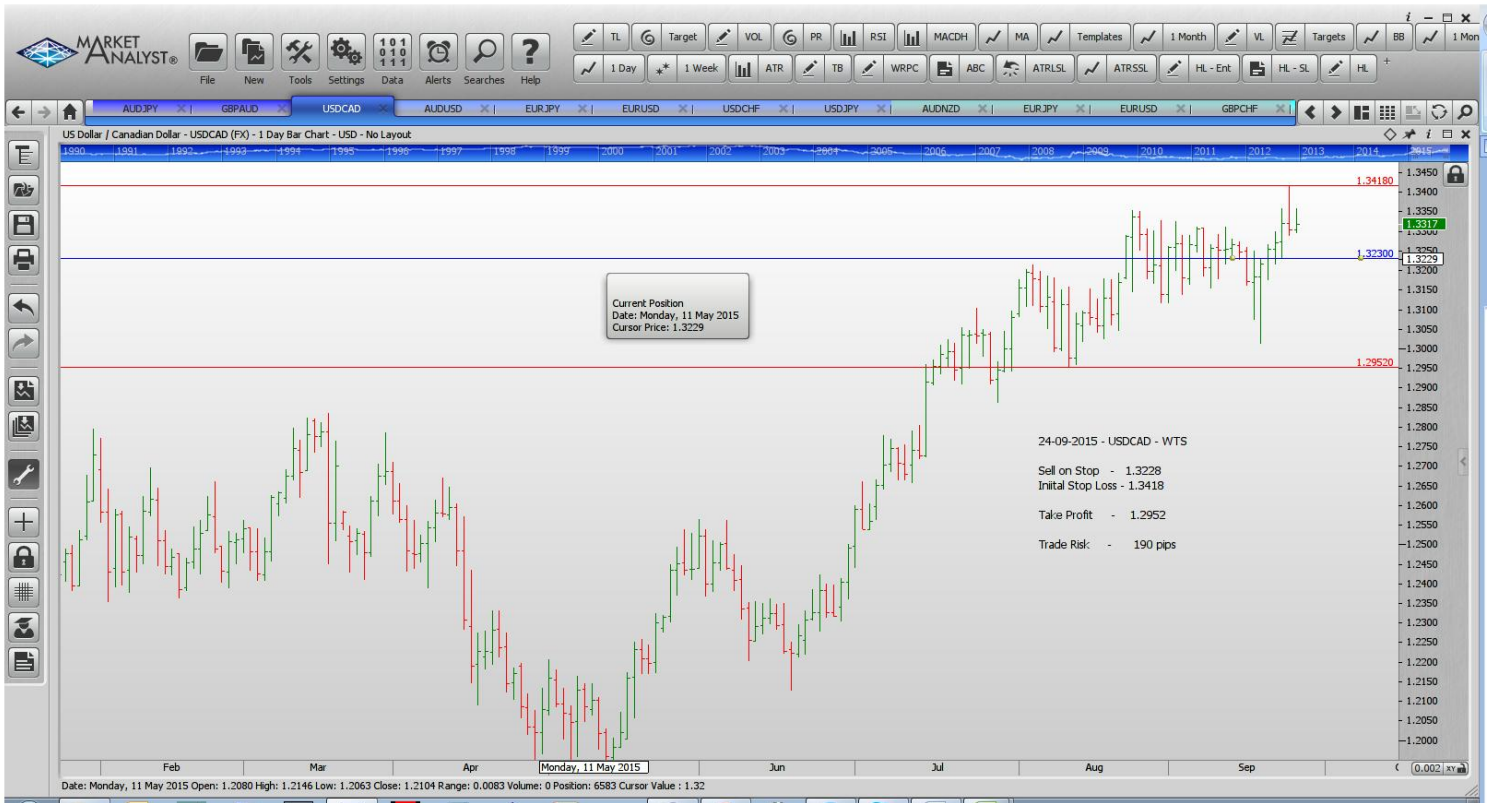 MARKET
ANALYST®
File New Tools Settings Data Alerts Searches Help
101
010
111
TL Target VOL PR RSI MACDH MA Templates 1 Month VL Targets BB 1 Mon
1 Day 1 Week ATR TB WRPC ABC ATRLSL ATRSSL HL - Ent HL - SL HL
AUDJPY GBPAUD USDCAD AUDUSD EURJPY EURUSD USDCHF USDJPY AUDNZD EURJPY EURUSD GBPCHF
US Dollar / Canadian Dollar - USDCAD (FX) - 1 Day Bar Chart - USD - No Layout
1990 1991 1992 1993 1994 1995 1996 1997 1998 1999 2000 2001 2002 2003 2004 2005 2006 2007 2008 2009 2010 2011 2012 2013 2014 2015
1.3450
1.34180
1.3400
1.3350
1.3317
1.3300
1.3250
1.32300
1.3229
1.3200
1.3150
1.3100
1.3050
1.3000
1.29520
1.2950
1.2900
1.2850
1.2800
1.2750
1.2700
1.2650
1.2600
1.2550
1.2500
1.2450
1.2400
1.2350
1.2300
1.2250
1.2200
1.2150
1.2100
1.2050
1.2000
Current Position
Date: Monday, 11 May 2015
Cursor Price: 1.3229
24-09-2015 - USDCAD - WTS
Sell on Stop - 1.3228
Iniital Stop Loss - 1.3418
Take Profit - 1.2952
Trade Risk - 190 pips
Feb Mar Apr Monday, 11 May 2015 Jun Jul Aug Sep 0.002 XY
Date: Monday, 11 May 2015 Open: 1.2080 High: 1.2146 Low: 1.2063 Close: 1.2104 Range: 0.0083 Volume: 0 Position: 6583 Cursor Value : 1.32